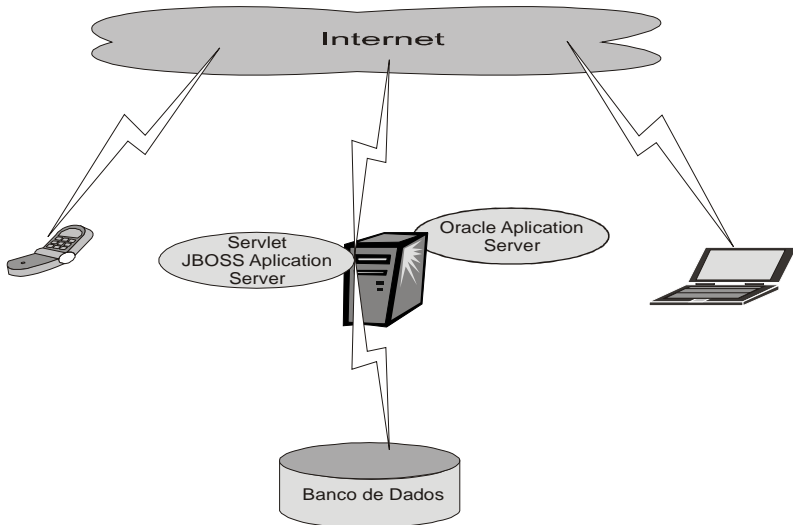 Internet
Servlet
JBOSS Aplication
Server
Oracle Aplication
Server
Banco de Dados